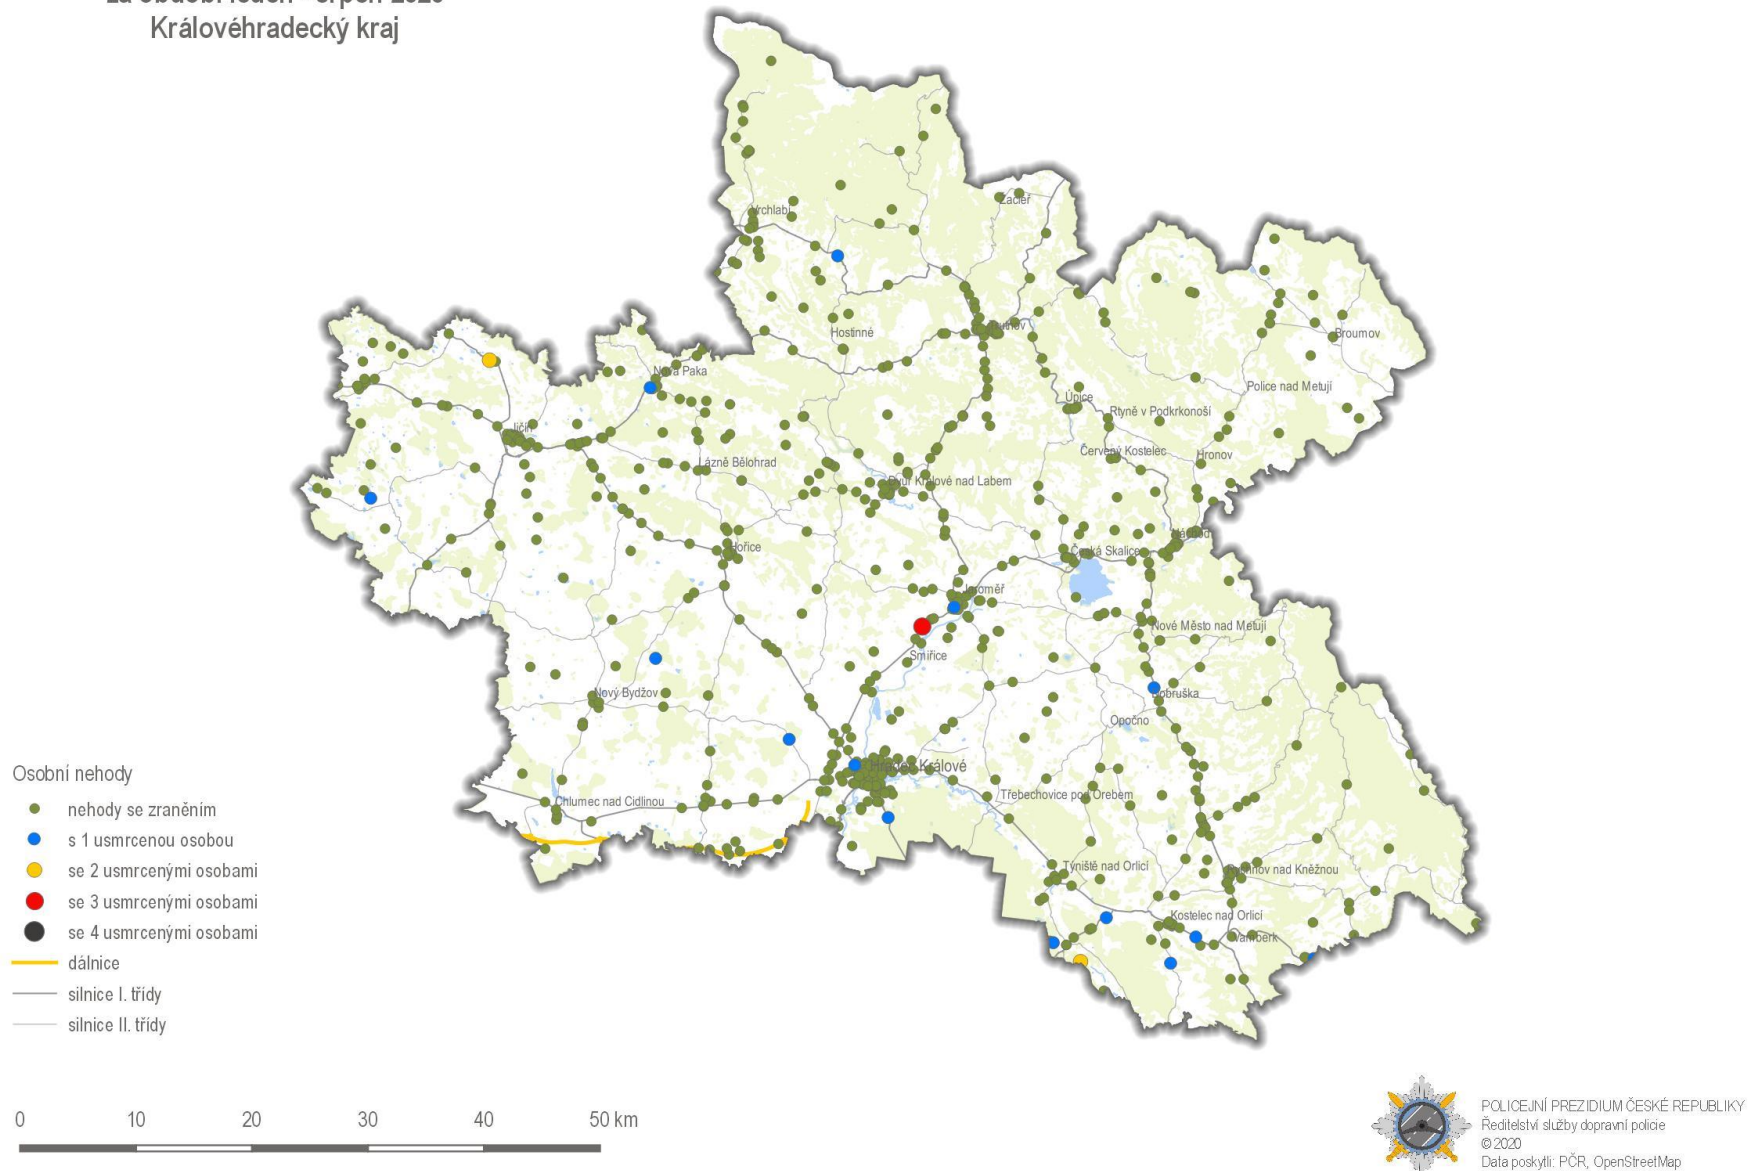 Královéhradecký kraj
Žacléř
Vrchlabí
Hostinné
Trutnov
Broumov
Nová Paka
Police nad Metují
Úpice
Rtyně v Podkrkonoší
Jičín
Červený Kostelec
Hronov
Lázně Bělohrad
Dvůr Králové nad Labem
Náchod
Hořice
Česká Skalice
Jaroměř
Nové Město nad Metují
Smiřice
Nový Bydžov
Dobruška
Opočno
Hradec Králové
Třebechovice pod Orebem
Chlumec nad Cidlinou
Týniště nad Orlicí
Rychnov nad Kněžnou
Kostelec nad Orlicí
Vamberk
Osobní nehody
nehody se zraněním
s 1 usmrcenou osobou
se 2 usmrcenými osobami
se 3 usmrcenými osobami
se 4 usmrcenými osobami
dálnice
silnice I. třídy
silnice II. třídy
0 10 20 30 40 50 km
POLICEJNÍ PREZIDIUM ČESKÉ REPUBLIKY
Ředitelství služby dopravní policie
© 2020
Data poskytli: PČR, OpenStreetMap